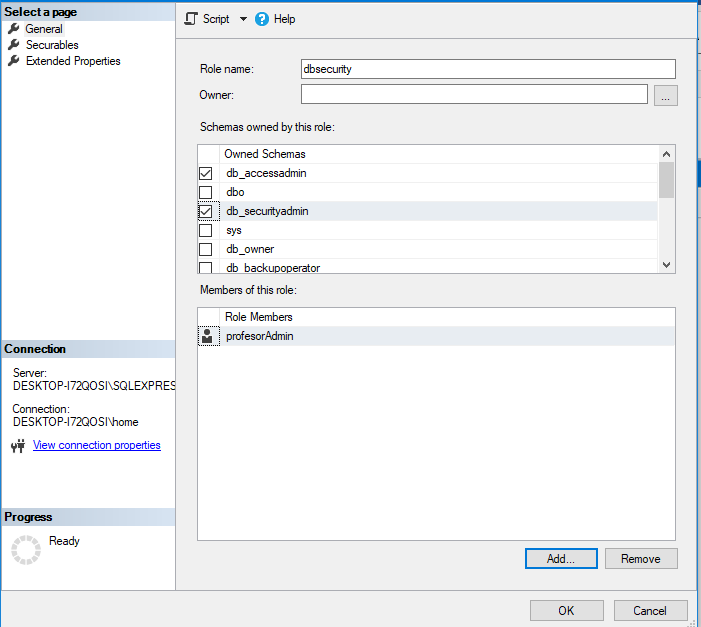 Select a page
General
Securables
Extended Properties
Script
Help
Role name:
dbsecurity
Owner:
...
Schemas owned by this role:
Owned Schemas
db_accessadmin
dbo
db_securityadmin
sys
db_owner
db_backupoperator
Members of this role:
Role Members
profesorAdmin
Connection
Server:
DESKTOP-I72QOSI\SQLEXPRES
Connection:
DESKTOP-I72QOSI\home
View connection properties
Progress
Ready
Add...
Remove
OK
Cancel